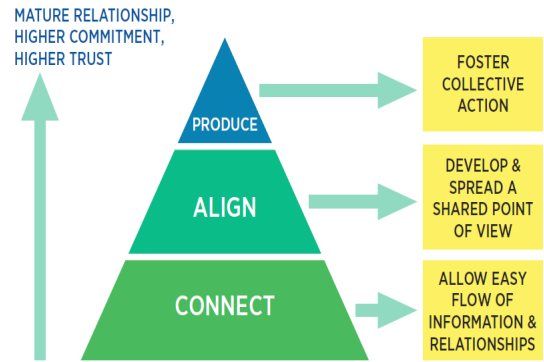 MATURE RELATIONSHIP,
HIGHER COMMITMENT,
HIGHER TRUST
PRODUCE
FOSTER
COLLECTIVE
ACTION
ALIGN
DEVELOP &
SPREAD A
SHARED POINT
OF VIEW
CONNECT
ALLOW EASY
FLOW OF
INFORMATION &
RELATIONSHIPS